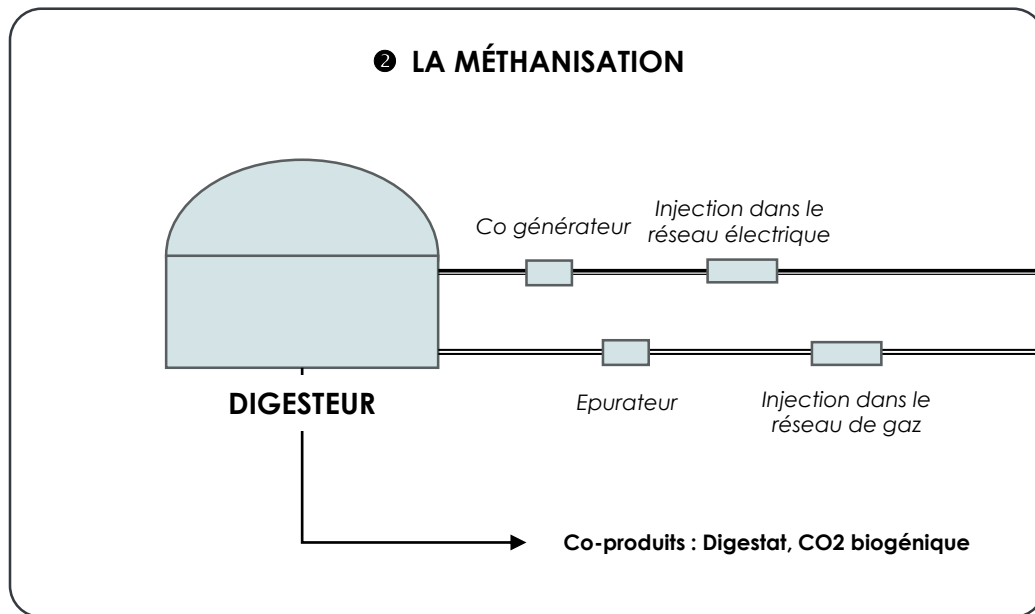 ❷ LA MÉTHANISATION
Co générateur
Injection dans le
réseau électrique
DIGESTEUR
Epurateur
Injection dans le
réseau de gaz
Co-produits : Digestat, CO2 biogénique